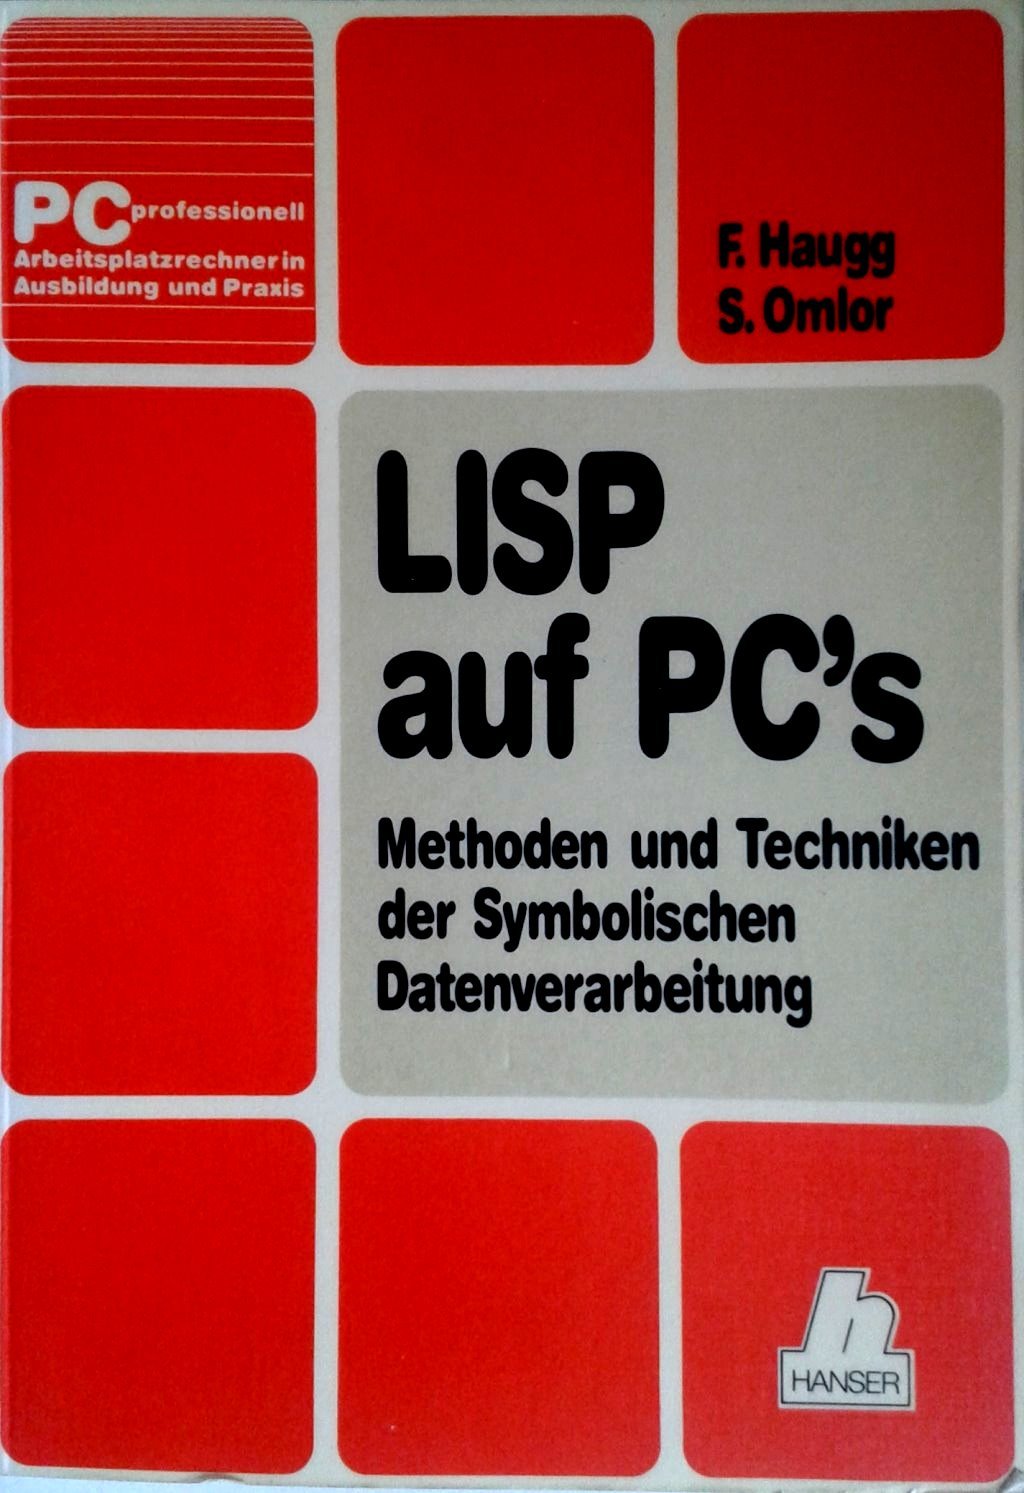 PC professionell
Arbeitsplatzrechner in
Ausbildung und Praxis
F. Haugg
S. Omlor
LISP
auf PC's
Methoden und Techniken
der Symbolischen
Datenverarbeitung
h
HANSER